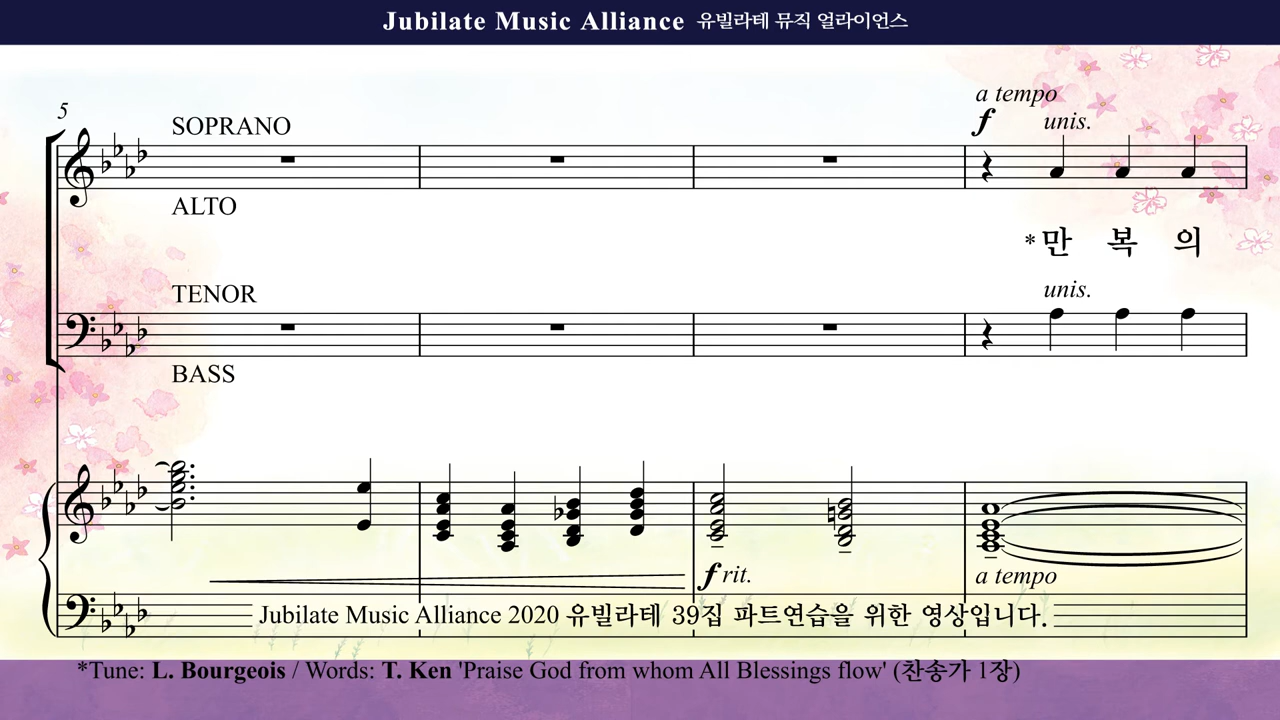 Jubilate Music Alliance 유빌라테 뮤직 얼라이언스
a tempo
5
f unis.
SOPRANO
ALTO
*만 복 의
TENOR
unis.
BASS
f rit.
a tempo
Jubilate Music Alliance 2020 유빌라테 39집 파트연습을 위한 영상입니다.
*Tune: L. Bourgeois / Words: T. Ken 'Praise God from whom All Blessings flow' (찬송가 1장)